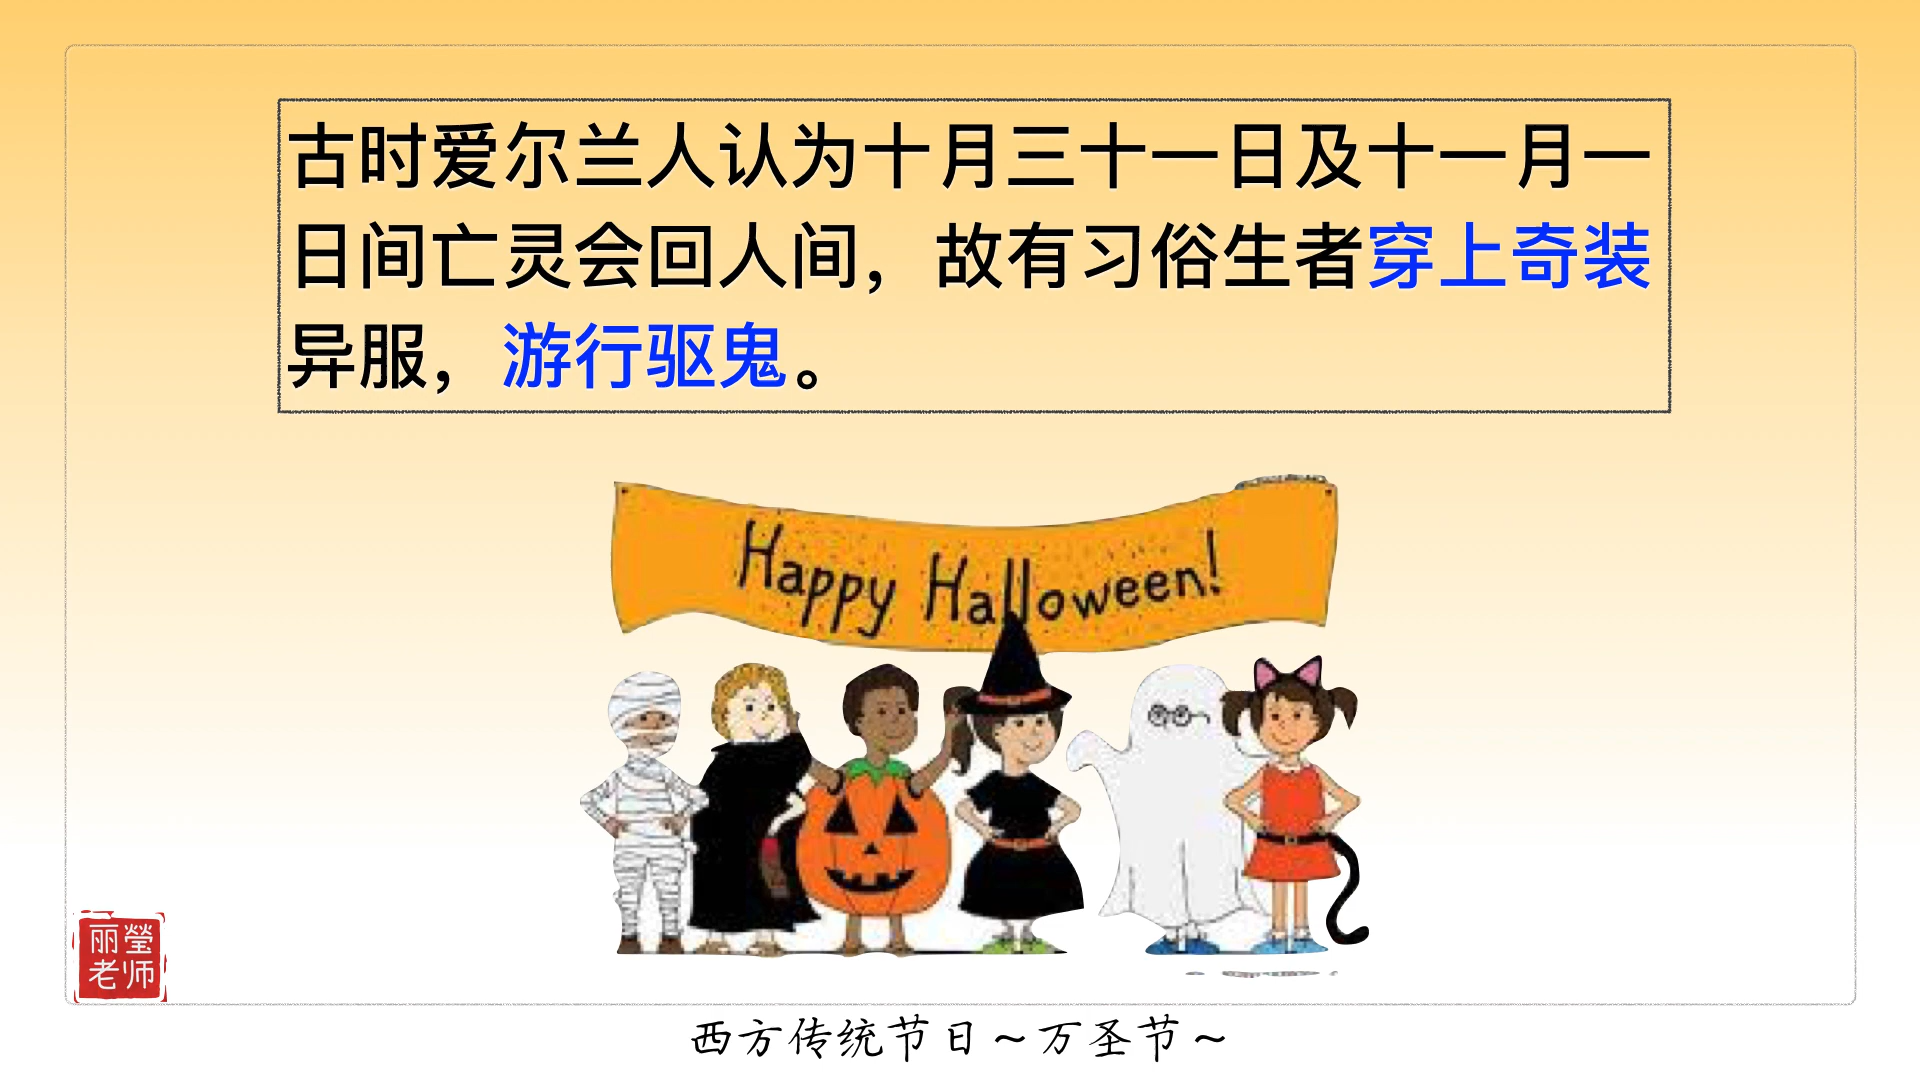 古时爱尔兰人认为十月三十一日及十一月一
日间亡灵会回人间，故有习俗生者穿上奇装
异服，游行驱鬼。
Happy Halloween!
丽瑩
老师
西方传统节日～万圣节～